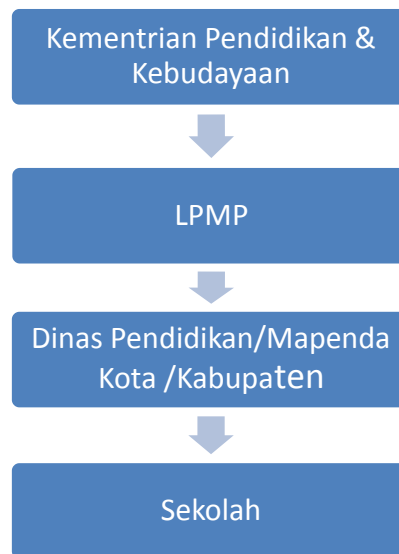 Kementrian Pendidikan &
Kebudayaan
LPMP
Dinas Pendidikan/Mapenda
Kota /Kabupaten
Sekolah